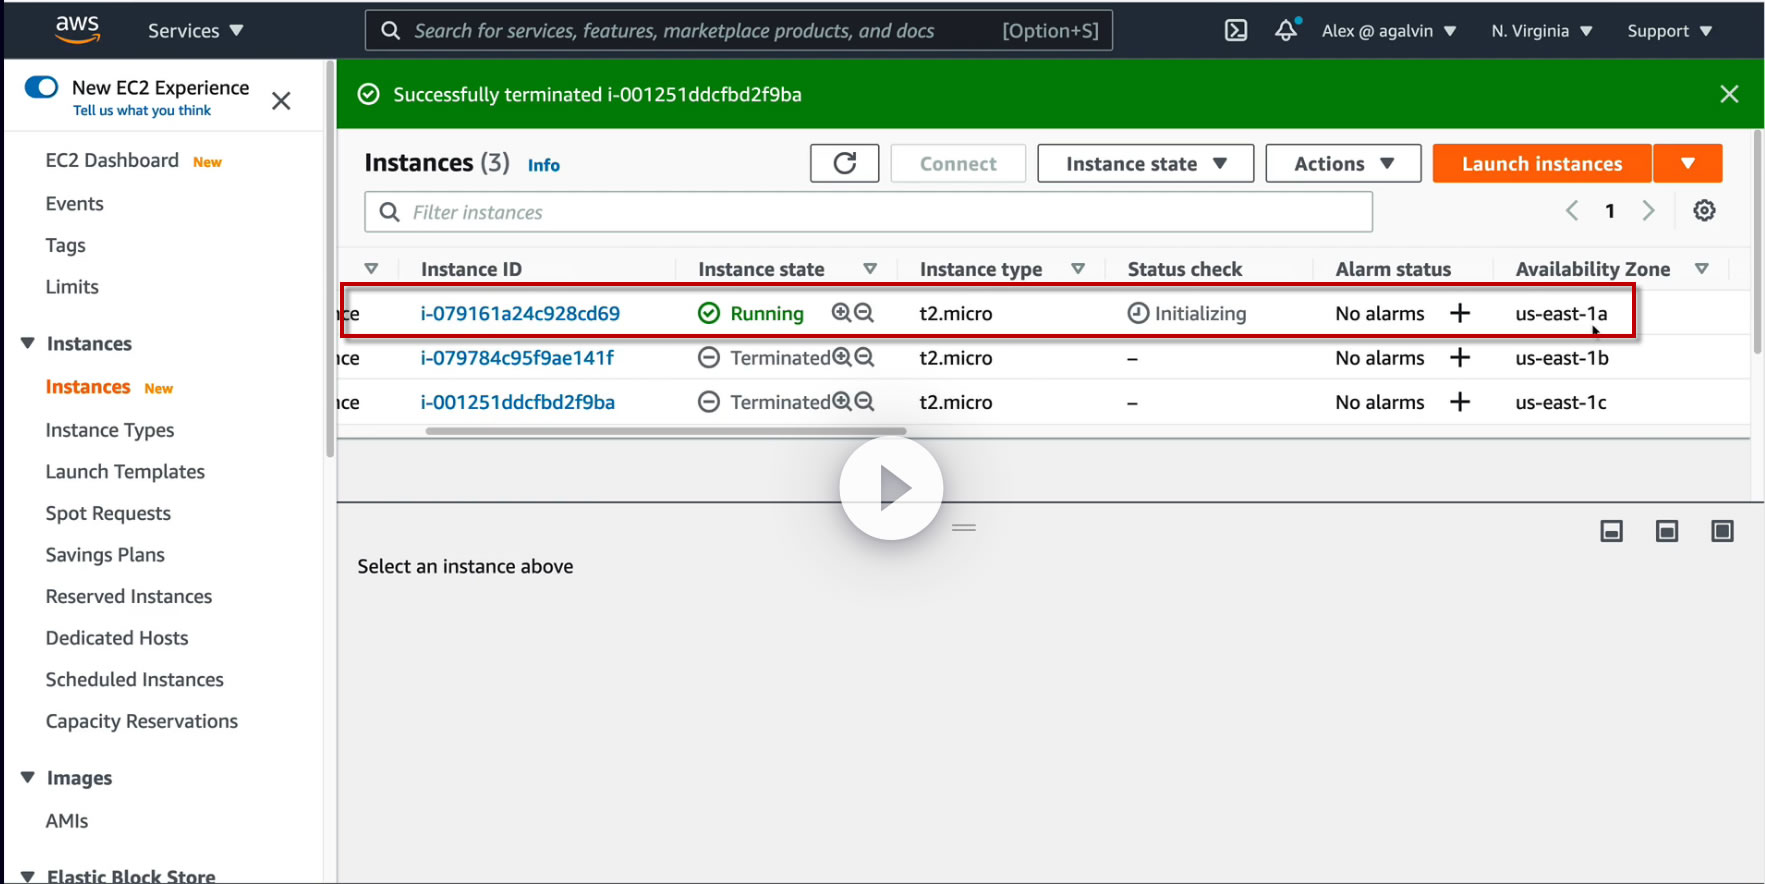 aws Services Search for services, features, marketplace products, and docs [Option+S] Alex @ agalvin N. Virginia Support
New EC2 Experience
Tell us what you think
EC2 Dashboard New
Events
Tags
Limits
Instances
Instances New
Instance Types
Launch Templates
Spot Requests
Savings Plans
Reserved Instances
Dedicated Hosts
Scheduled Instances
Capacity Reservations
Images
AMIs
Elastic Block Store
Successfully terminated i-001251ddcfbd2f9ba
Instances (3) Info Connect Instance state Actions Launch instances
Filter instances 1
Instance ID Instance state Instance type Status check Alarm status Availability Zone
nce i-079161a24c928cd69 Running t2.micro Initializing No alarms + us-east-1a
nce i-079784c95f9ae141f Terminated t2.micro – No alarms + us-east-1b
nce i-001251ddcfbd2f9ba Terminated t2.micro – No alarms + us-east-1c
Select an instance above